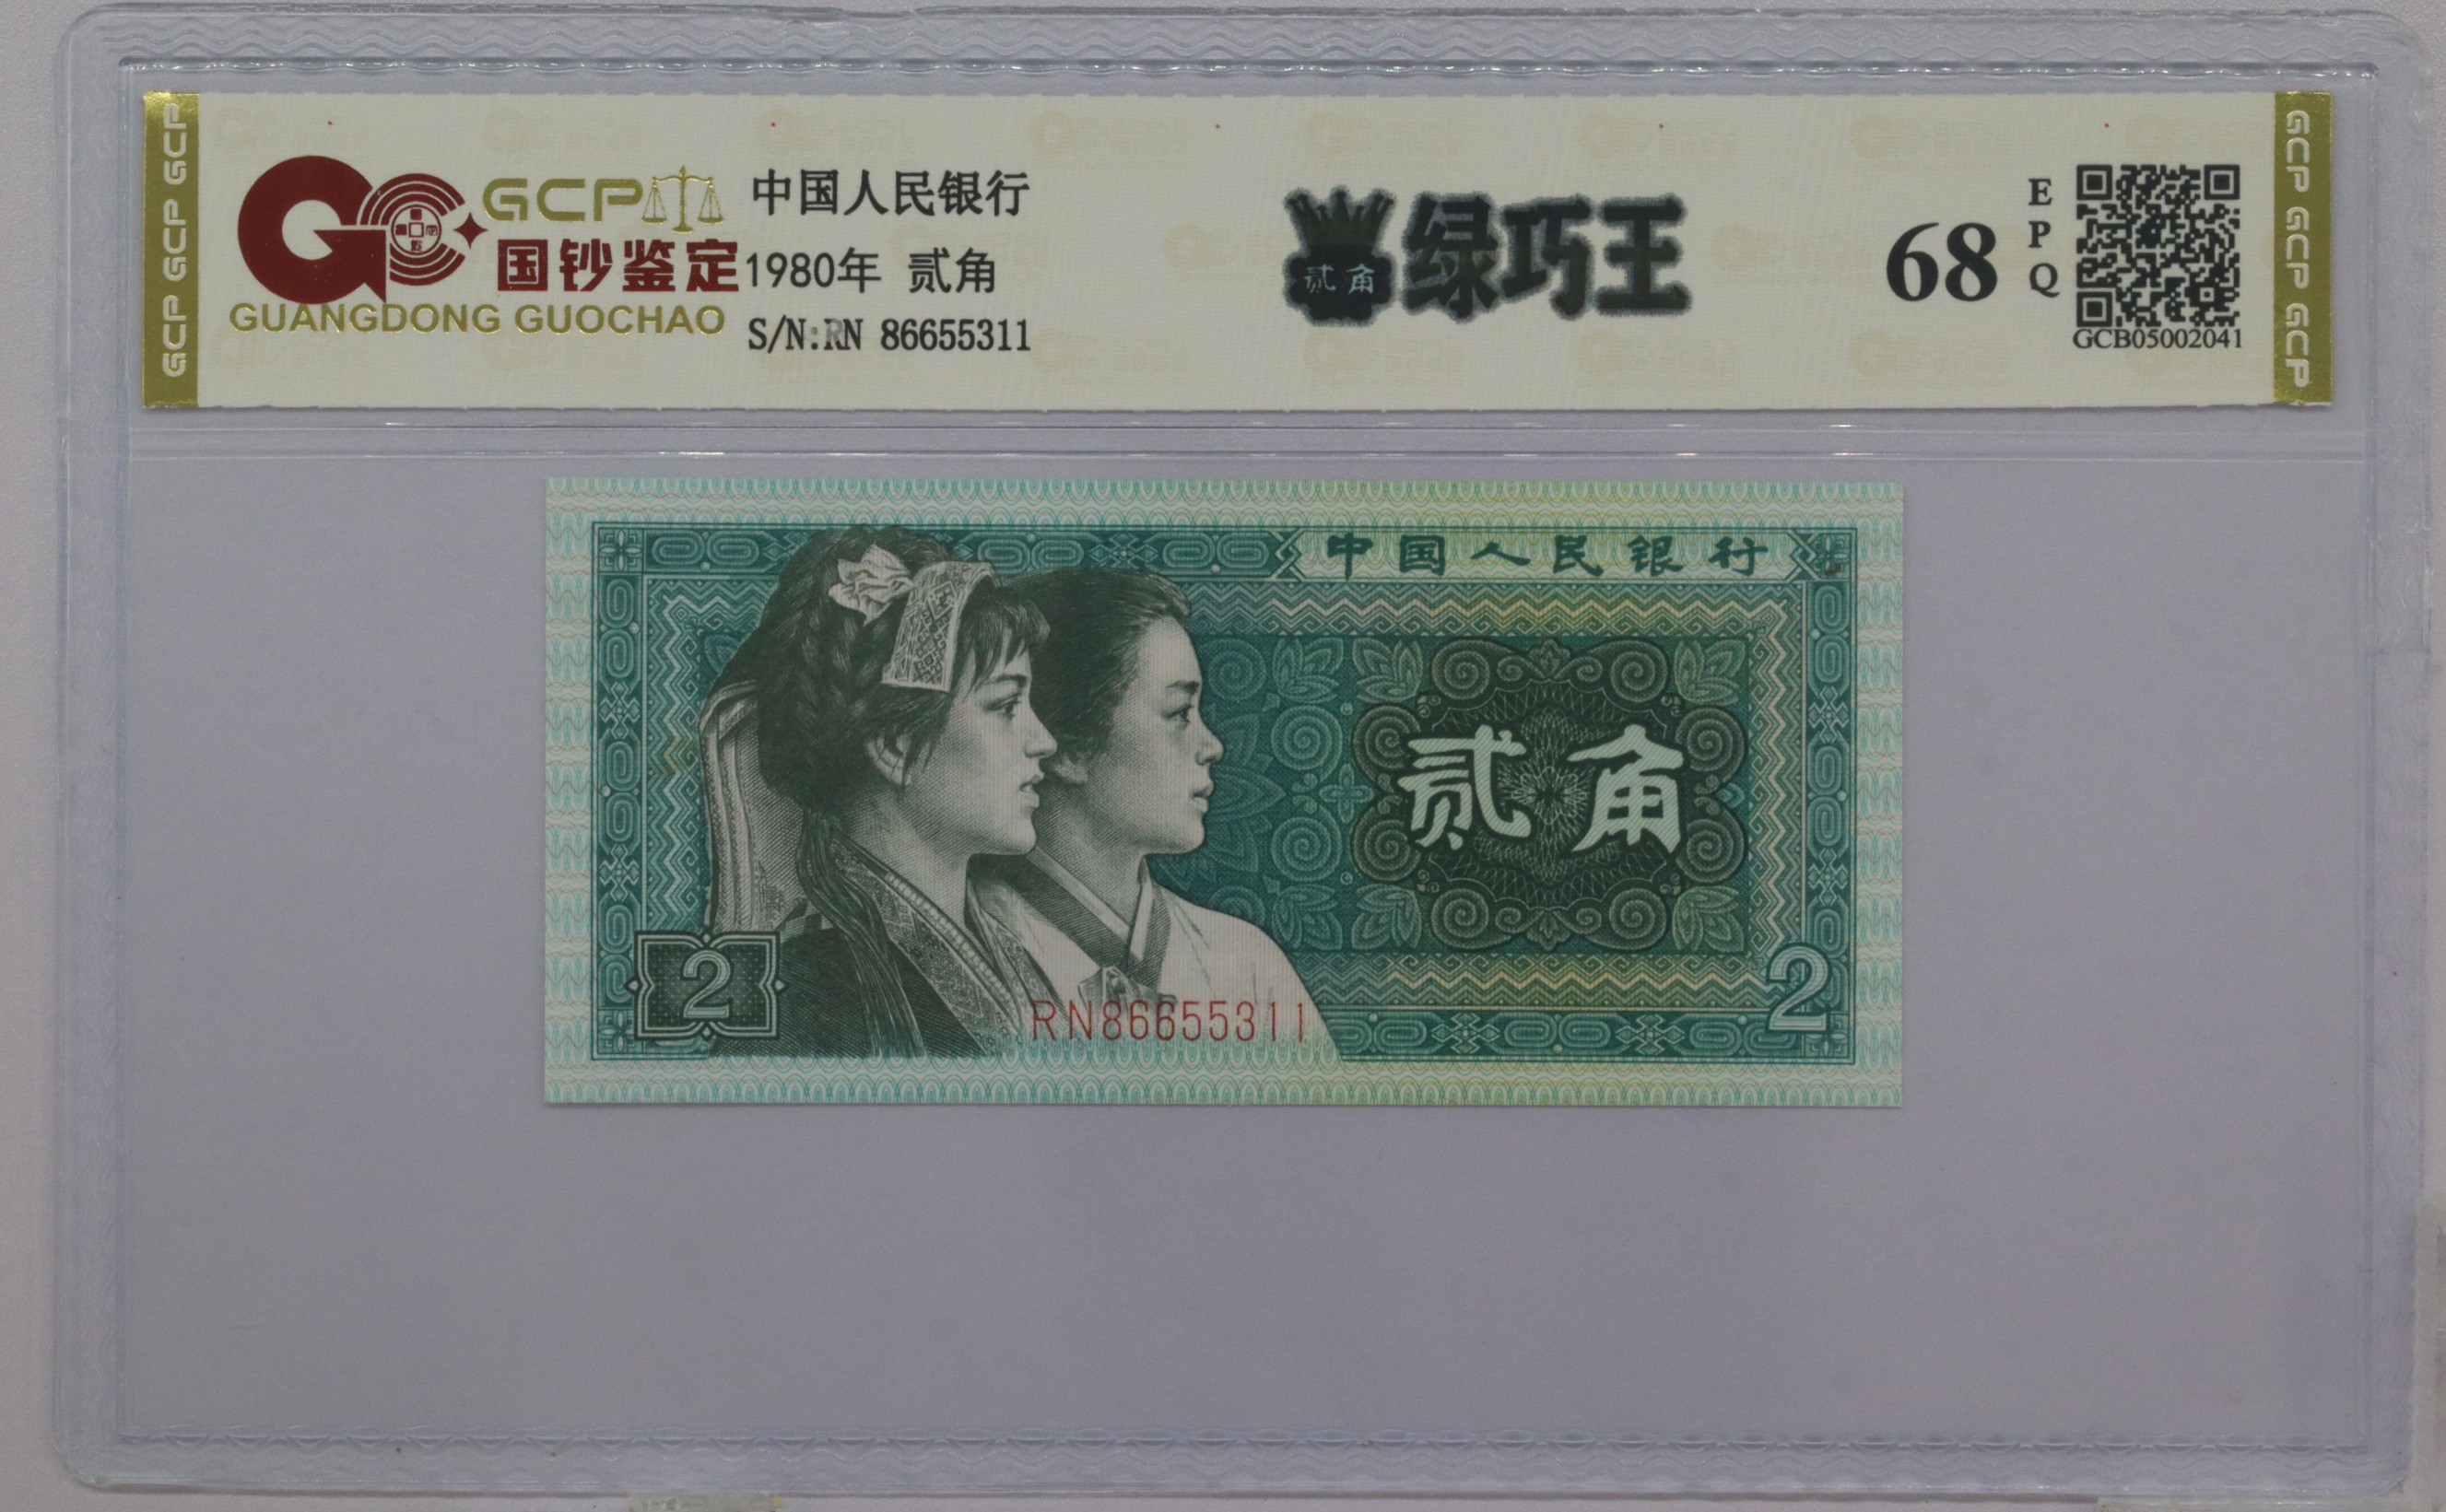 GCP GCP GCP
GCP
国钞鉴定
GUANGDONG GUOCHAO
中国人民银行
1980年 贰角
S/N:RN 86655311
贰角
绿巧王
68
EPQ
GCB05002041
GCP GCP GCP
中国人民银行
贰角
2
RN86655311
2